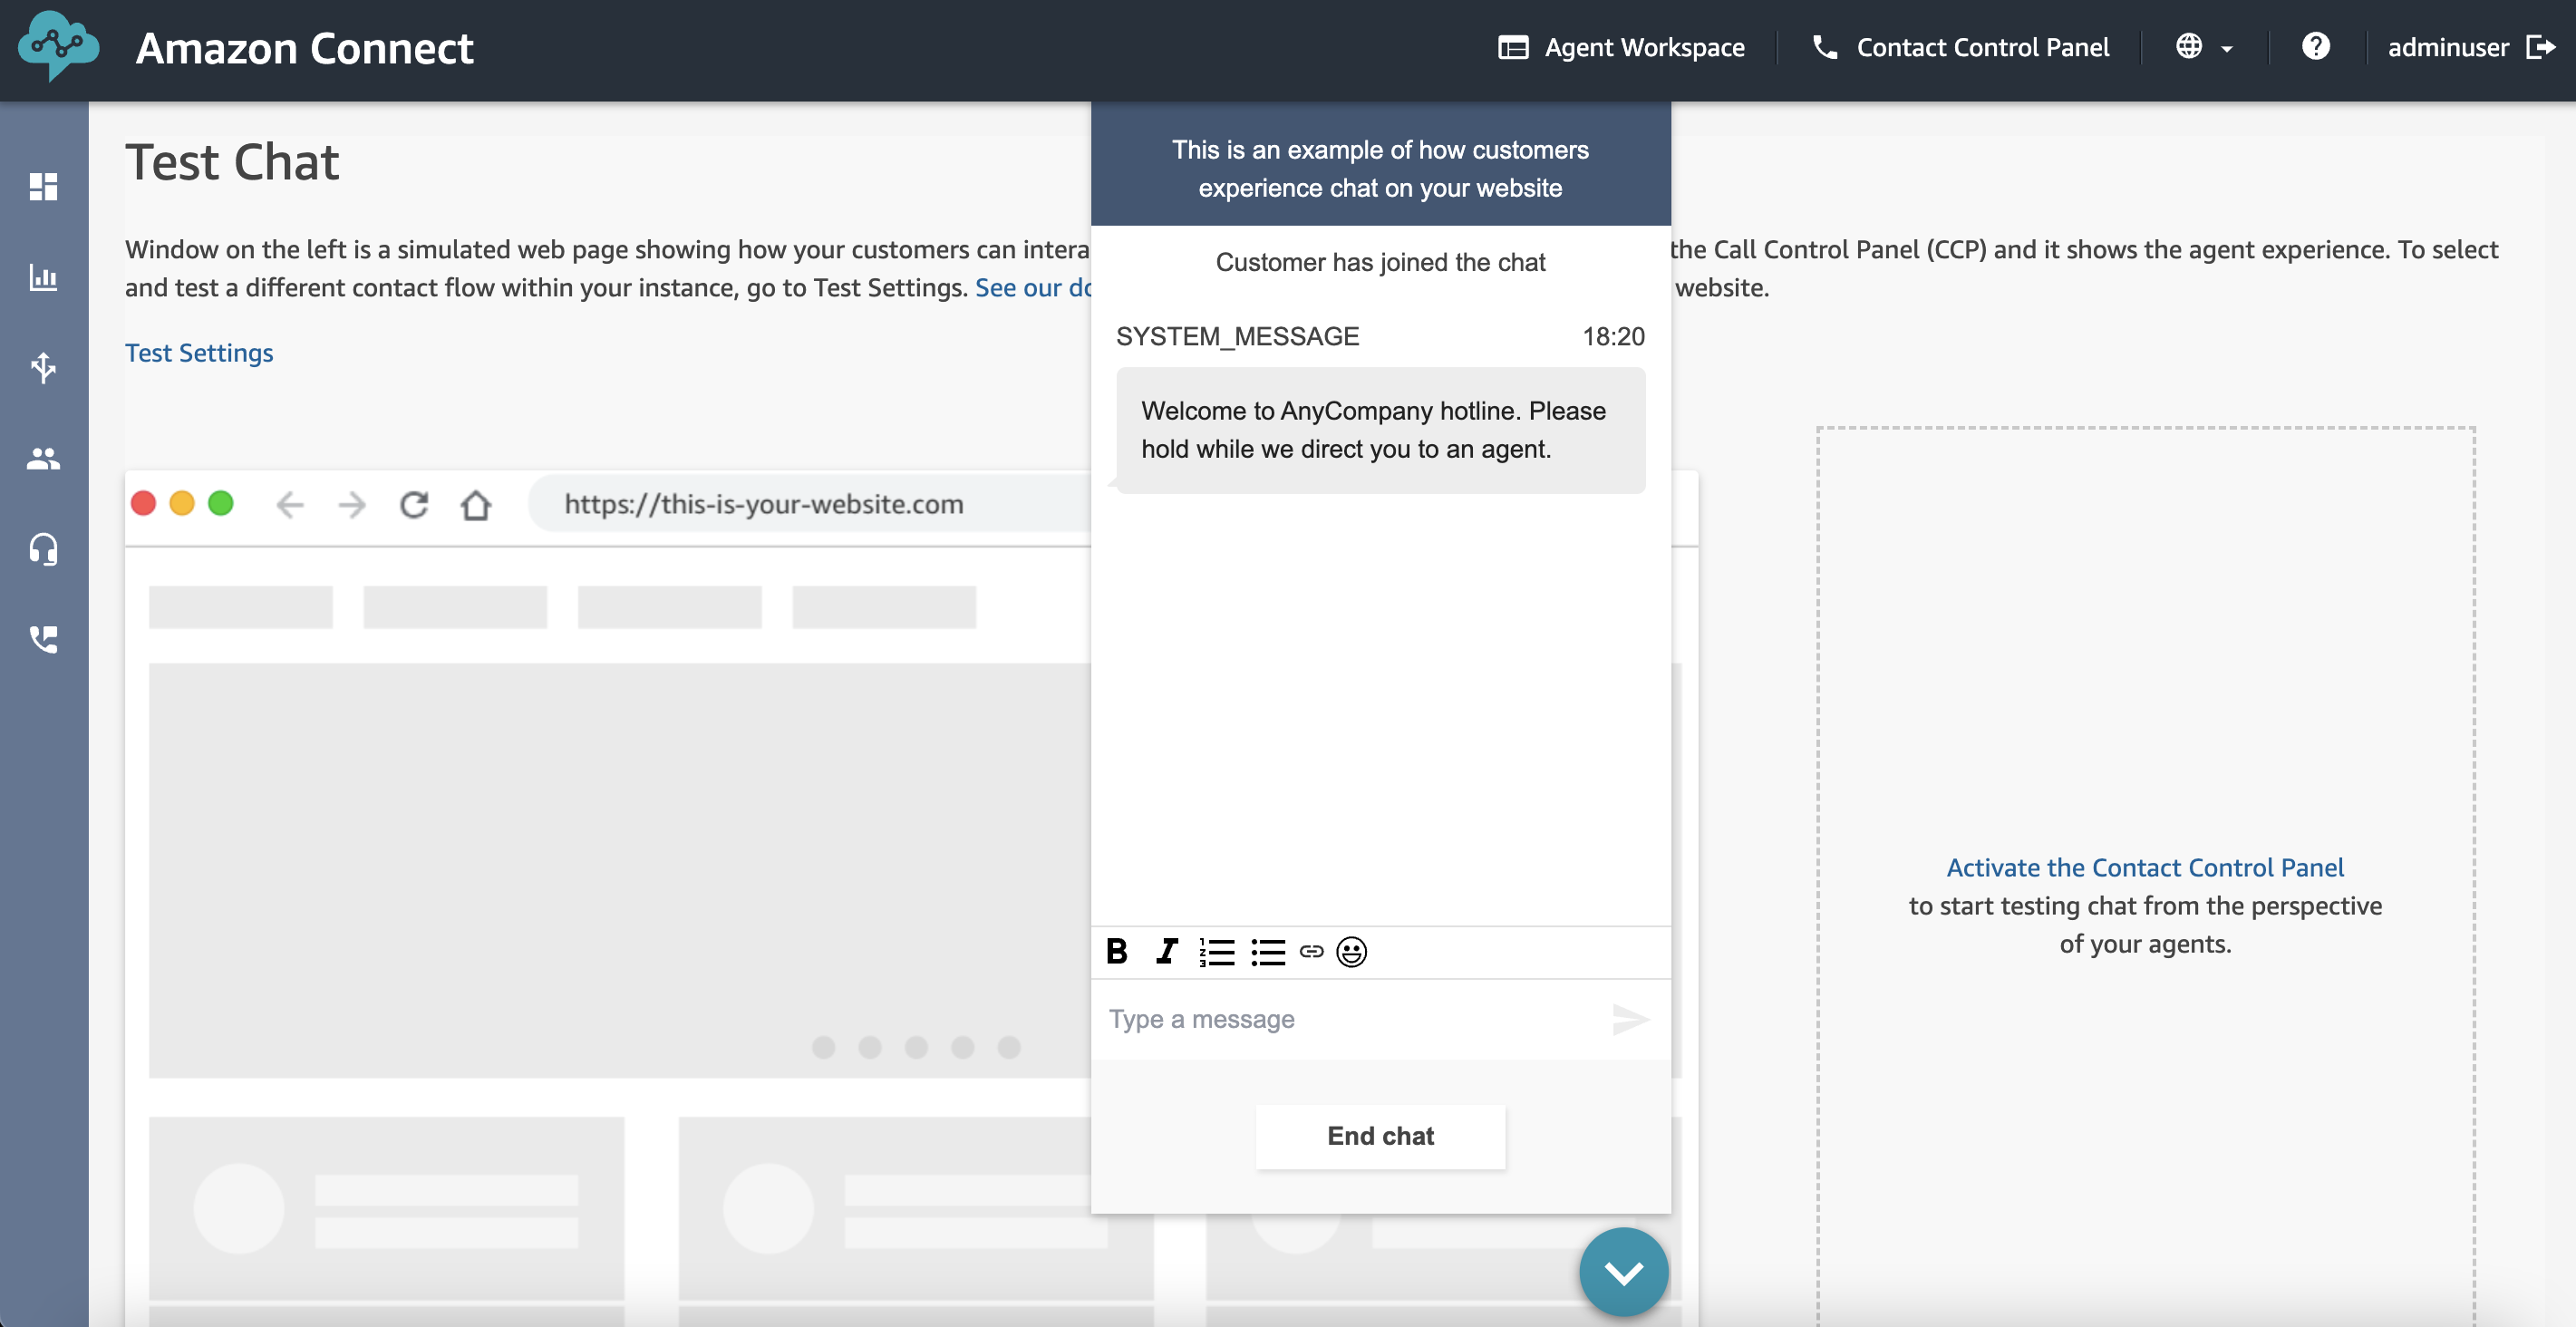 Amazon Connect
Agent Workspace
Contact Control Panel
adminuser
Test Chat
Window on the left is a simulated web page showing how your customers can intera
the Call Control Panel (CCP) and it shows the agent experience. To select
and test a different contact flow within your instance, go to Test Settings. See our do
website.
Test Settings
https://this-is-your-website.com
This is an example of how customers
experience chat on your website
Customer has joined the chat
SYSTEM_MESSAGE 18:20
Welcome to AnyCompany hotline. Please
hold while we direct you to an agent.
B I
Type a message
End chat
Activate the Contact Control Panel
to start testing chat from the perspective
of your agents.